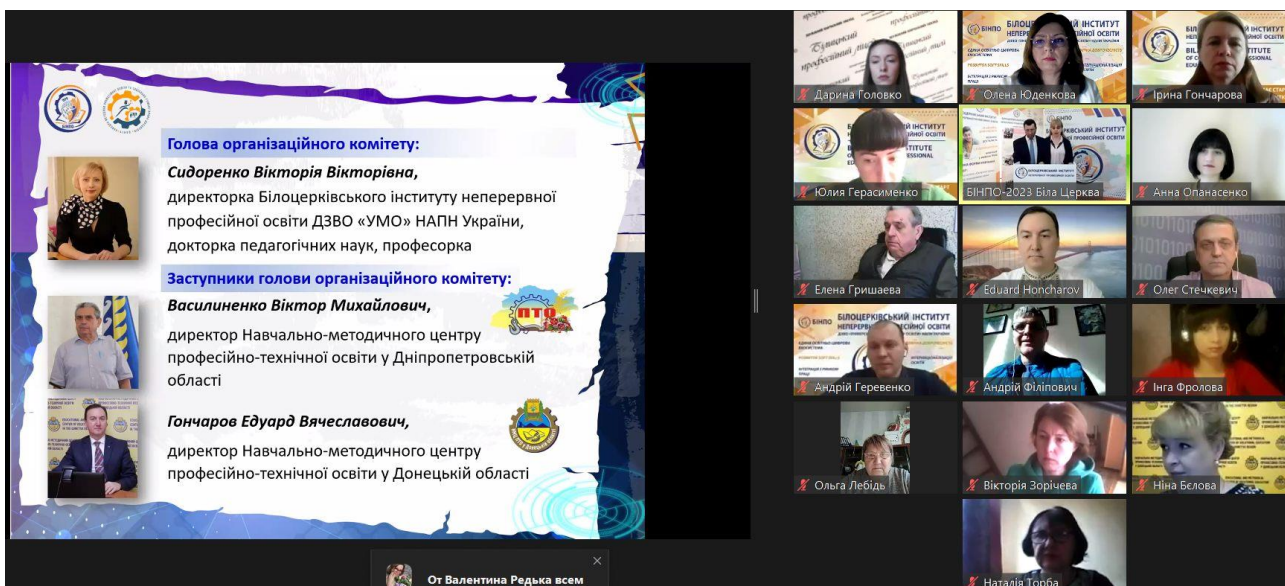 БІНПО
Голова організаційного комітету:
Сидоренко Вікторія Вікторівна,
директорка Білоцерківського інституту неперервної
професійної освіти ДЗВО «УМО» НАПН України,
докторка педагогічних наук, професорка
Заступники голови організаційного комітету:
Василиненко Віктор Михайлович,
директор Навчально-методичного центру
професійно-технічної освіти у Дніпропетровській
області
ПТО
Гончаров Едуард Вячеславович,
директор Навчально-методичного центру
професійно-технічної освіти у Донецькій області
Дарина Головко
Олена Юденкова
Ірина Гончарова
Юлия Герасименко
БІНПО-2023 Біла Церква
Анна Опанасенко
Елена Гришаева
Eduard Honcharov
Олег Стечкевич
БІНПО
БІЛОЦЕРКІВСЬКИЙ ІНСТИТУТ
Андрій Геревенко
Андрій Філіпович
Інга Фролова
Ольга Лебідь
Вікторія Зорічева
Ніна Бєлова
Наталія Торба
От Валентина Редька всем